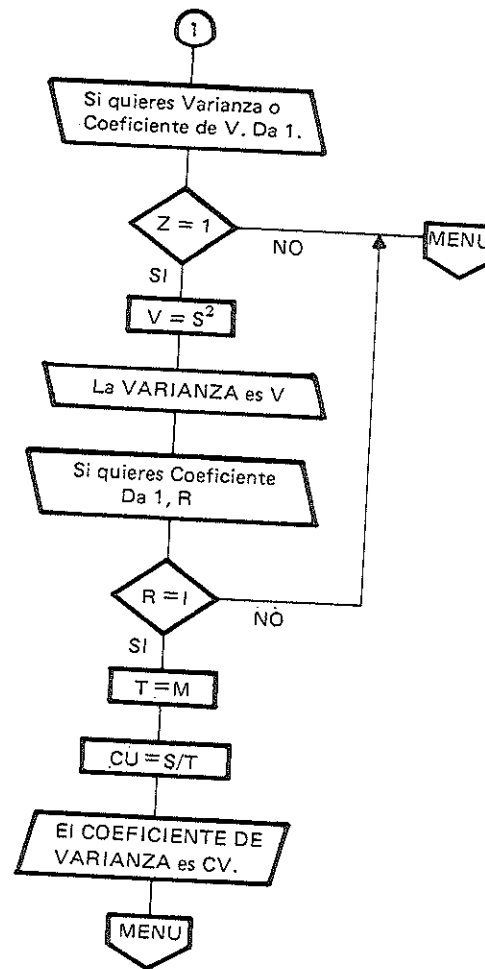 1
Si quieres Varianza o
Coeficiente de V. Da 1.
Z = 1
NO
MENU
SI
V = S²
La VARIANZA es V
Si quieres Coeficiente
Da 1, R
R = I
NO
SI
T = M
CU = S/T
El COEFICIENTE DE
VARIANZA es CV.
MENU